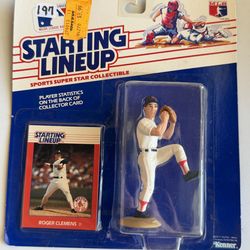 197
STARTING
LINEUP
SPORTS SUPER STAR COLLECTIBLE
PLAYER STATISTICS
ON THE BACK OF
COLLECTOR CARD
STARTING
LINEUP
ROGER CLEMENS
Kenner